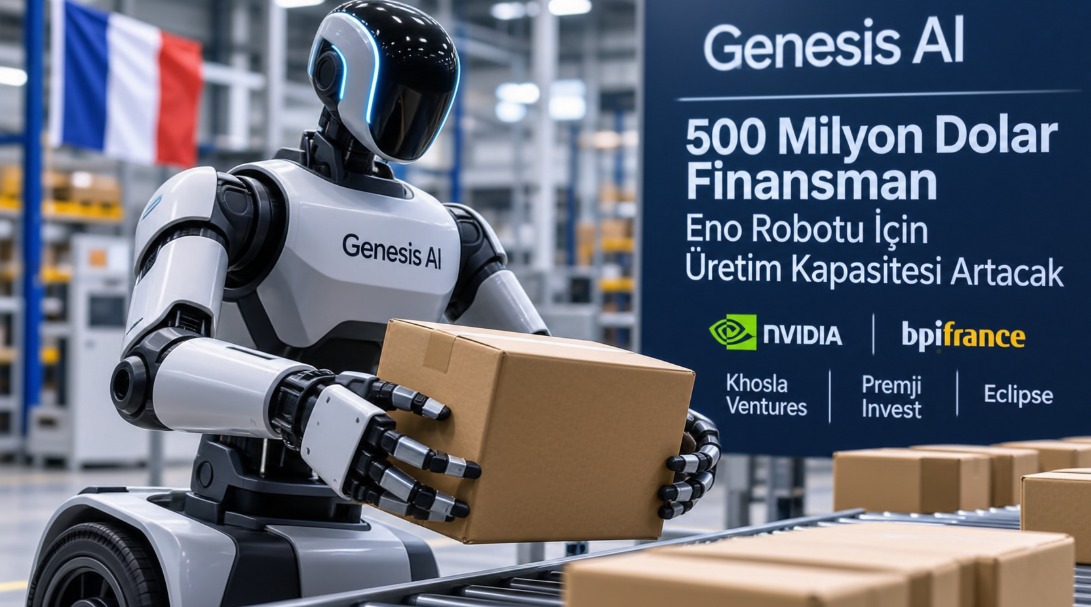 Genesis AI
500 Milyon Dolar
Finansman
Eno Robotu İçin
Üretim Kapasitesi Artacak
NVIDIA
bpifrance
Khosla
Ventures
Premji
Invest
Eclipse
Genesis AI